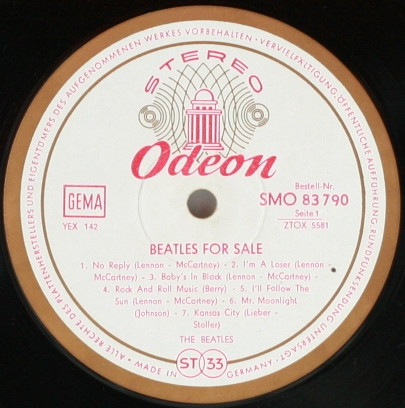 ALLE RECHTE DES PLATTENHERSTELLERS UND EIGENTÜMERS DES AUFGENOMMENEN WERKES VORBEHALTEN · VERVIELFÄLTIGUNG, ÖFFENTLICHE AUFFÜHRUNG, RUNDFUNKSENDUNG UNTERSAGT ·
STEREO
Odeon
GEMA
YEX 142
Bestell-Nr.
SMO 83 790
Seite 1
ZTOX 5581
BEATLES FOR SALE
1. No Reply (Lennon - McCartney) - 2. I'm A Loser (Lennon -
McCartney) - 3. Baby's In Black (Lennon - McCartney) -
4. Rock And Roll Music (Berry) - 5. I'll Follow The
Sun (Lennon - McCartney) - 6. Mr. Moonlight
(Johnson) - 7. Kansas City (Lieber -
Stoller)
THE BEATLES
MADE IN GERMANY
ST 33